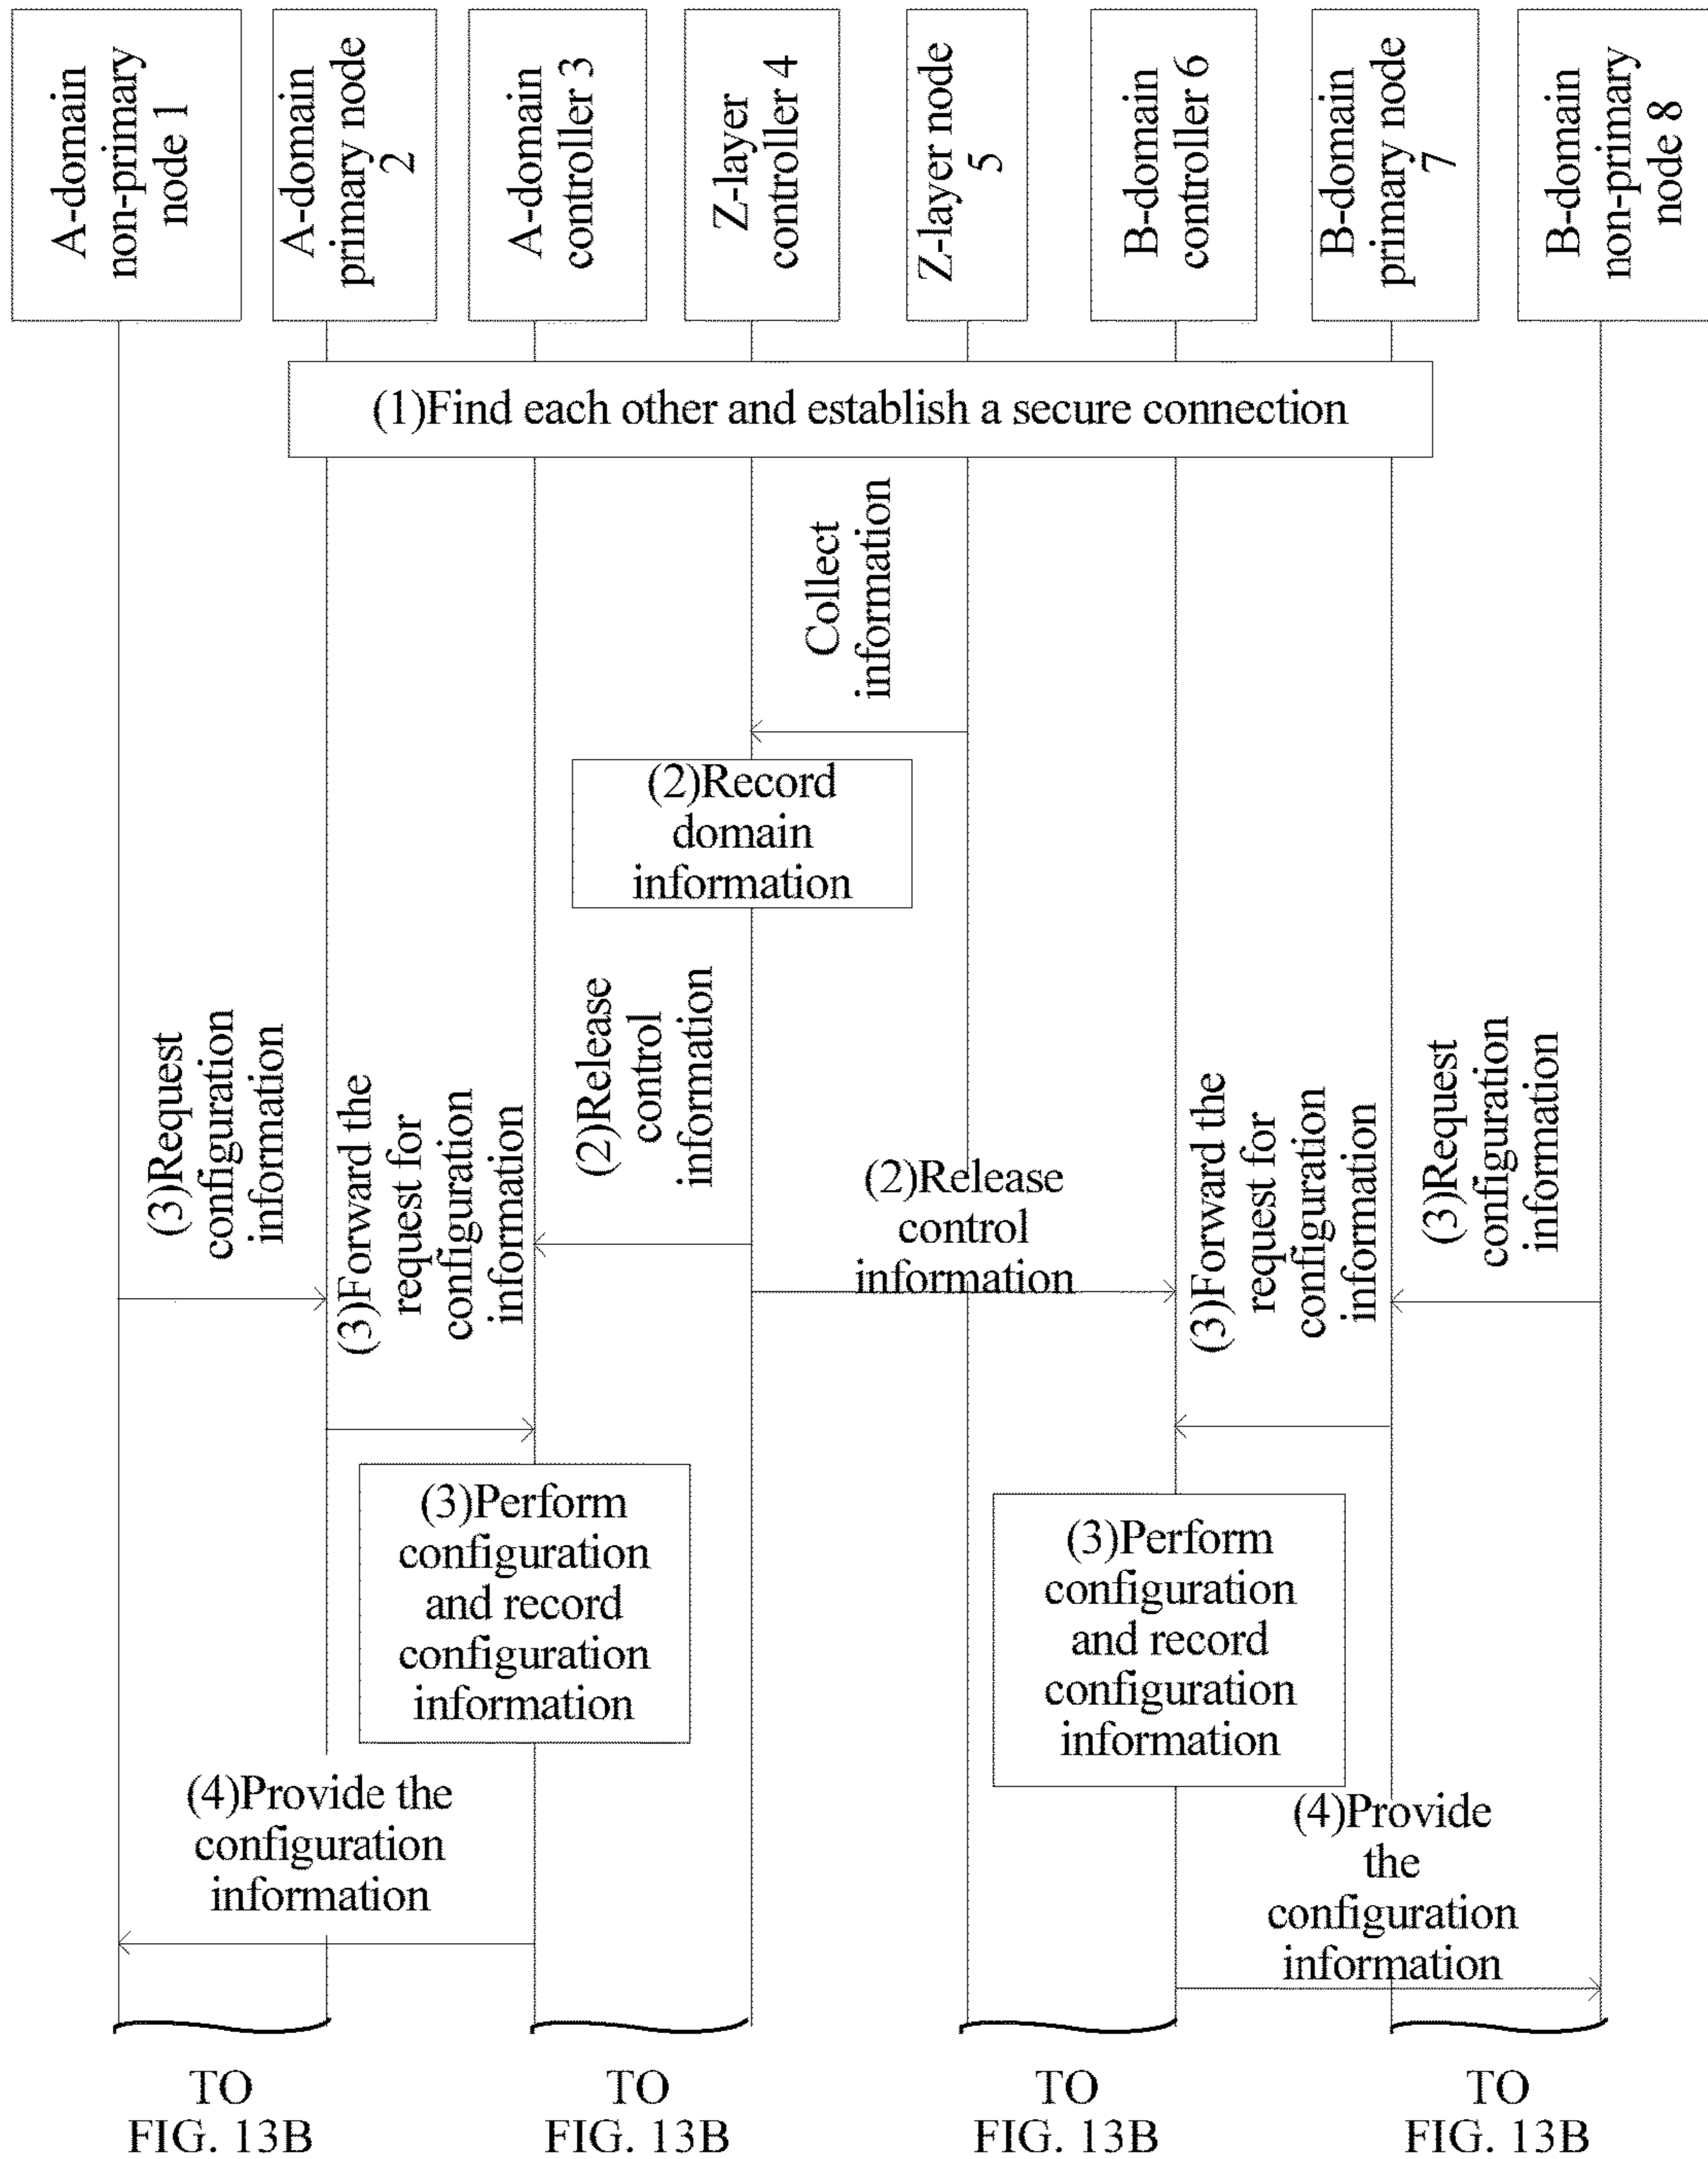 A-domain
non-primary
node 1
A-domain
primary node
2
A-domain
controller 3
Z-layer
controller 4
Z-layer node
5
B-domain
controller 6
B-domain
primary node
7
B-domain
non-primary
node 8
(1)Find each other and establish a secure connection
Collect
information
(2)Record
domain
information
(2)Release
control
information
(2)Release
control
information
(3)Request
configuration
information
(3)Forward the
request for
configuration
information
(3)Forward the
request for
configuration
information
(3)Request
configuration
information
(3)Perform
configuration
and record
configuration
information
(3)Perform
configuration
and record
configuration
information
(4)Provide the
configuration
information
(4)Provide
the
configuration
information
TO
FIG. 13B
TO
FIG. 13B
TO
FIG. 13B
TO
FIG. 13B